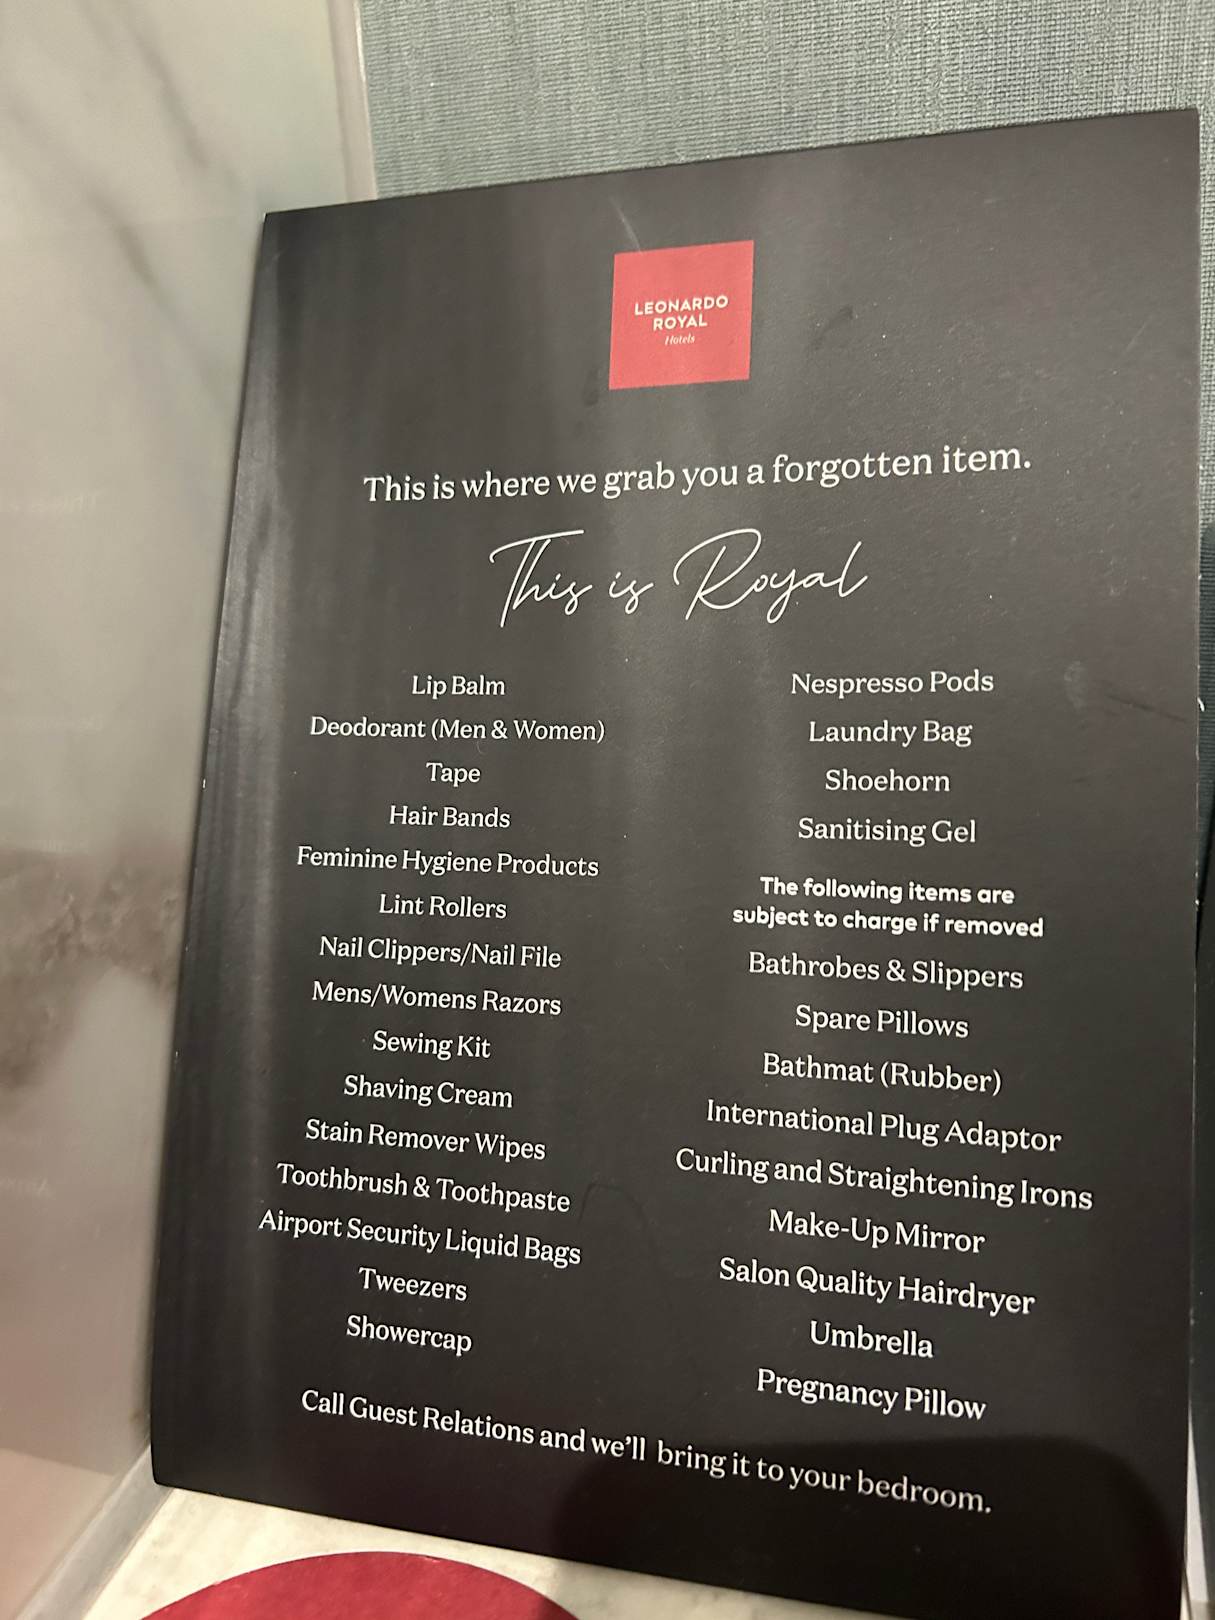 LEONARDO
ROYAL
Hotels
This is where we grab you a forgotten item.
This is Royal
Lip Balm
Deodorant (Men & Women)
Tape
Hair Bands
Feminine Hygiene Products
Lint Rollers
Nail Clippers/Nail File
Mens/Womens Razors
Sewing Kit
Shaving Cream
Stain Remover Wipes
Toothbrush & Toothpaste
Airport Security Liquid Bags
Tweezers
Showercap
Nespresso Pods
Laundry Bag
Shoehorn
Sanitising Gel
The following items are
subject to charge if removed
Bathrobes & Slippers
Spare Pillows
Bathmat (Rubber)
International Plug Adaptor
Curling and Straightening Irons
Make-Up Mirror
Salon Quality Hairdryer
Umbrella
Pregnancy Pillow
Call Guest Relations and we'll bring it to your bedroom.